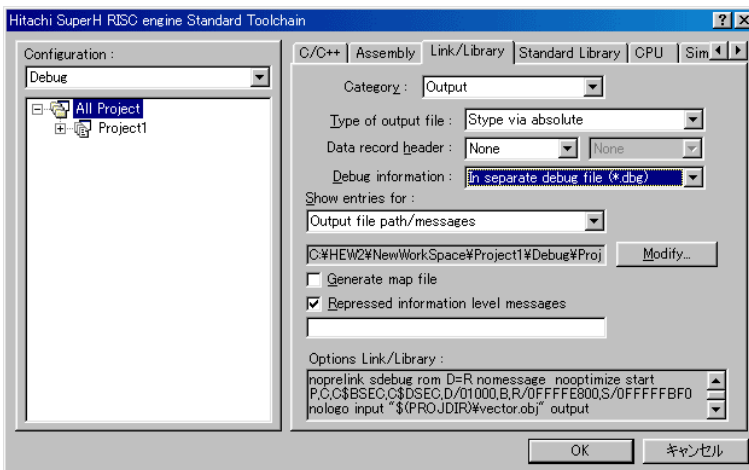 Hitachi SuperH RISC engine Standard Toolchain
Configuration :
Debug
All Project
Project1
C/C++ Assembly Link/Library Standard Library CPU Sim
Category : Output
Type of output file : Stype via absolute
Data record header : None None
Debug information : In separate debug file (*.dbg)
Show entries for :
Output file path/messages
C:¥HEW2¥NewWorkSpace¥Project1¥Debug¥Proj Modify...
Generate map file
Repressed information level messages
Options Link/Library :
noprelink sdebug rom D=R nomessage nooptimize start
P,C,C$BSEC,C$DSEC,D/01000,B,R/0FFFFE800,S/0FFFFFBF0
nologo input "$(PROJDIR)¥vector.obj" output
OK キャンセル